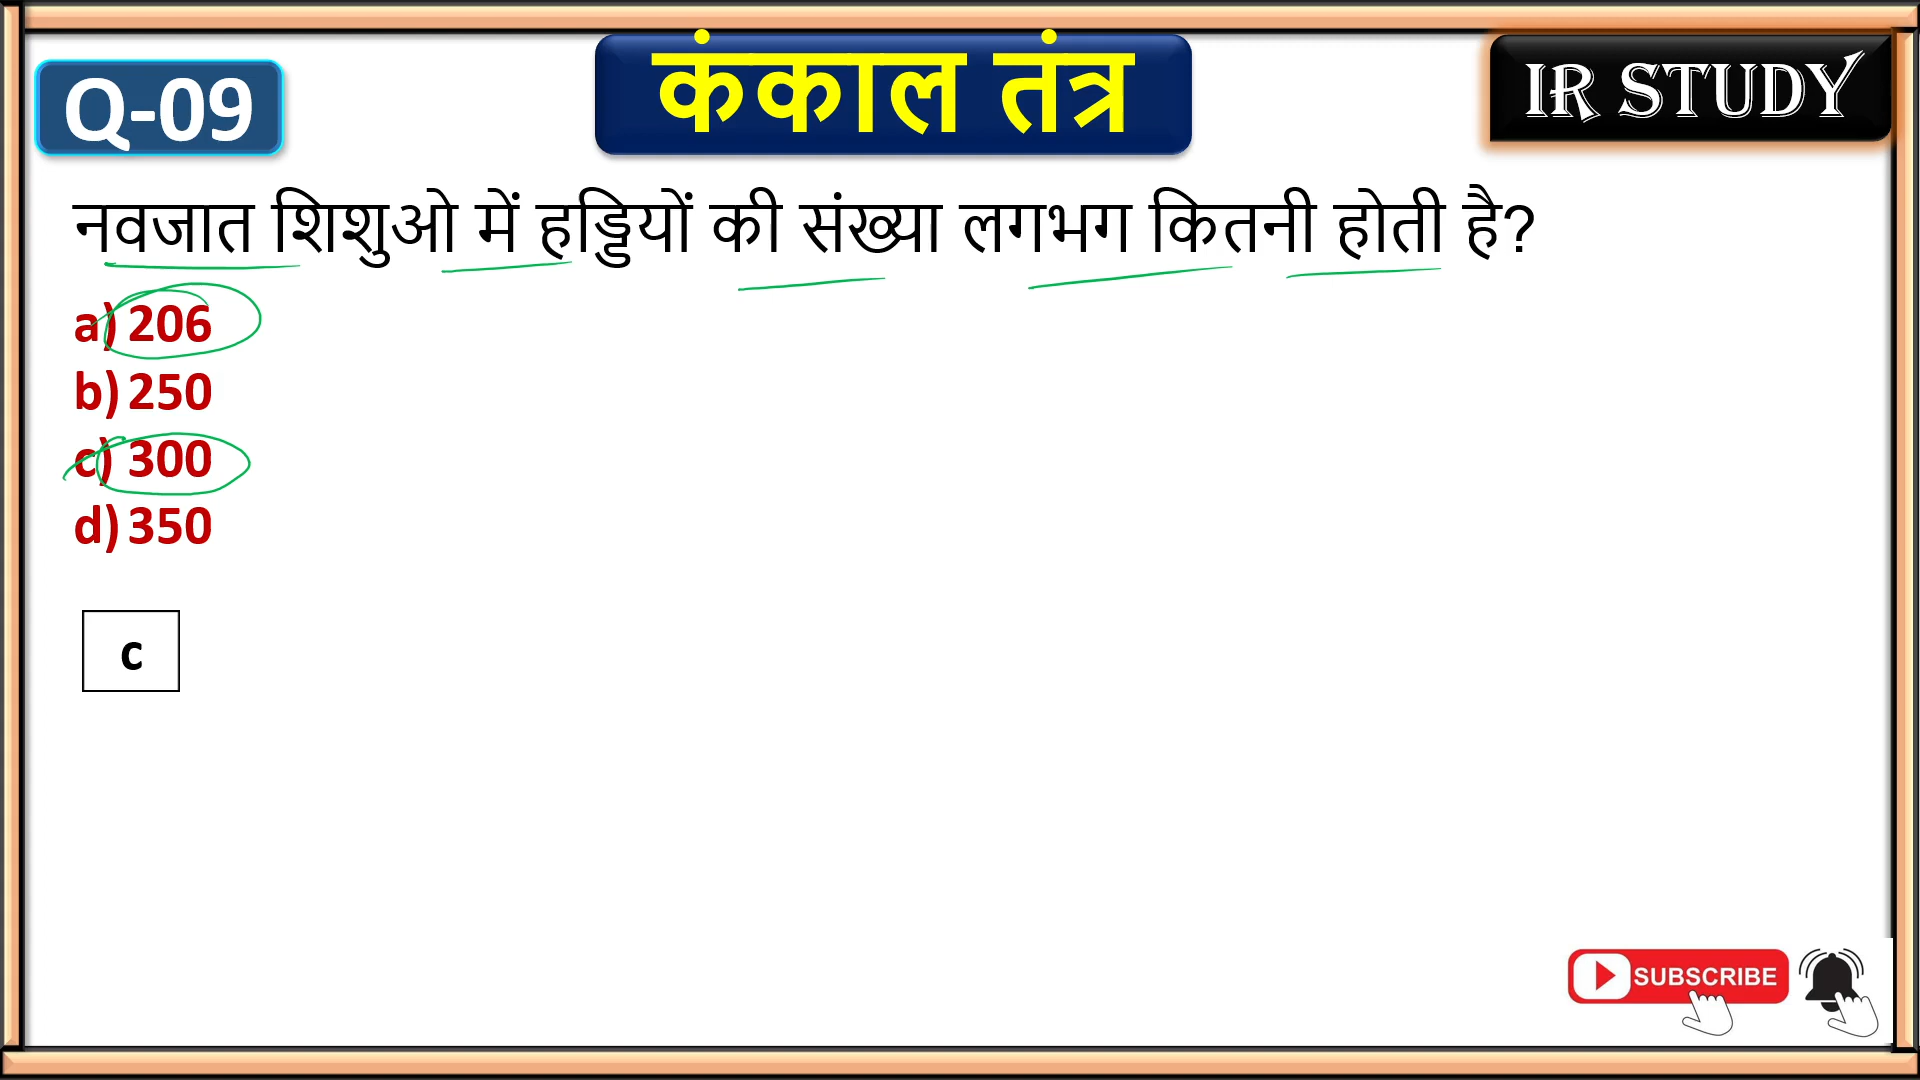 Q-09
कंकाल तंत्र
IR STUDY
नवजात शिशुओ में हड्डियों की संख्या लगभग कितनी होती है?
a) 206
b) 250
c) 300
d) 350
c
SUBSCRIBE